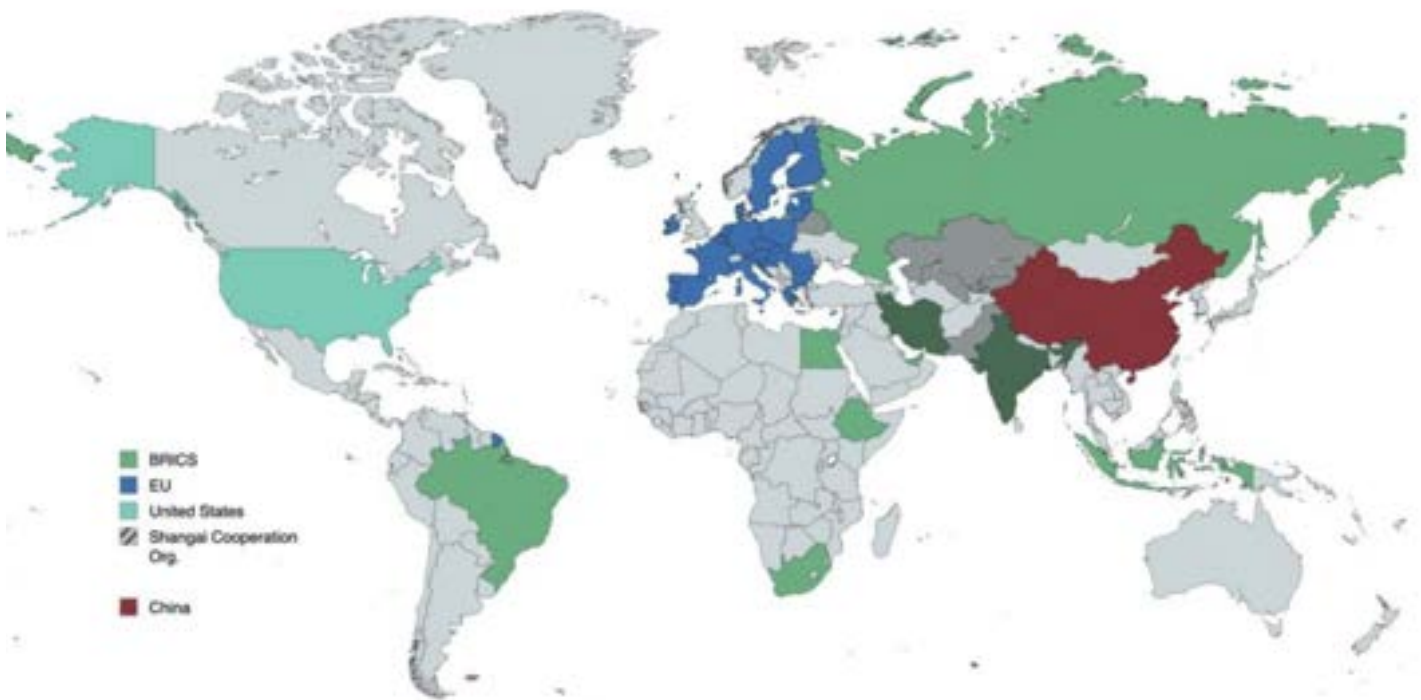 BRICS
EU
United States
Shangai Cooperation
Org.
China